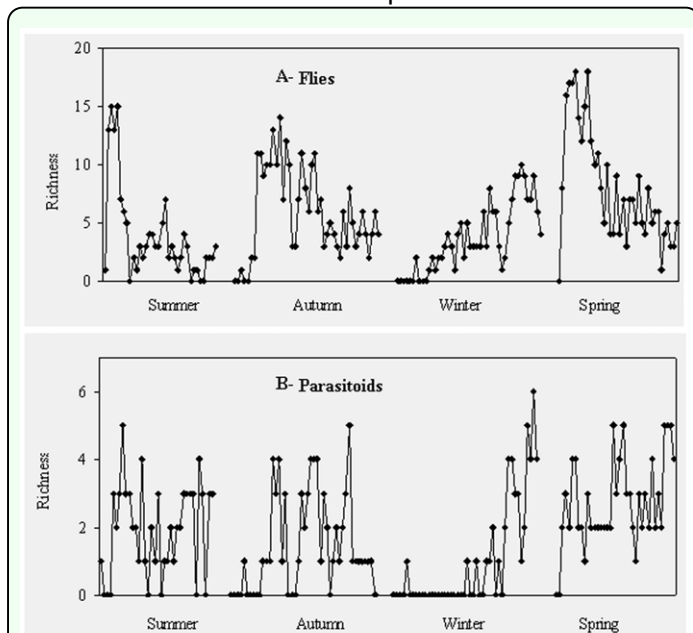 20
A- Flies
15
10
5
0
Richness
Summer Autumn Winter Spring
B- Parasitoids
6
4
2
0
Richness
Summer Autumn Winter Spring